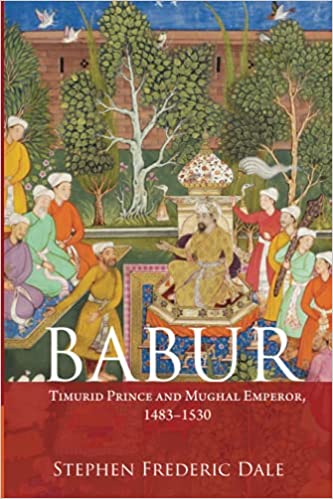 BABUR
TIMURID PRINCE AND MUGHAL EMPEROR,
1483–1530
STEPHEN FREDERIC DALE